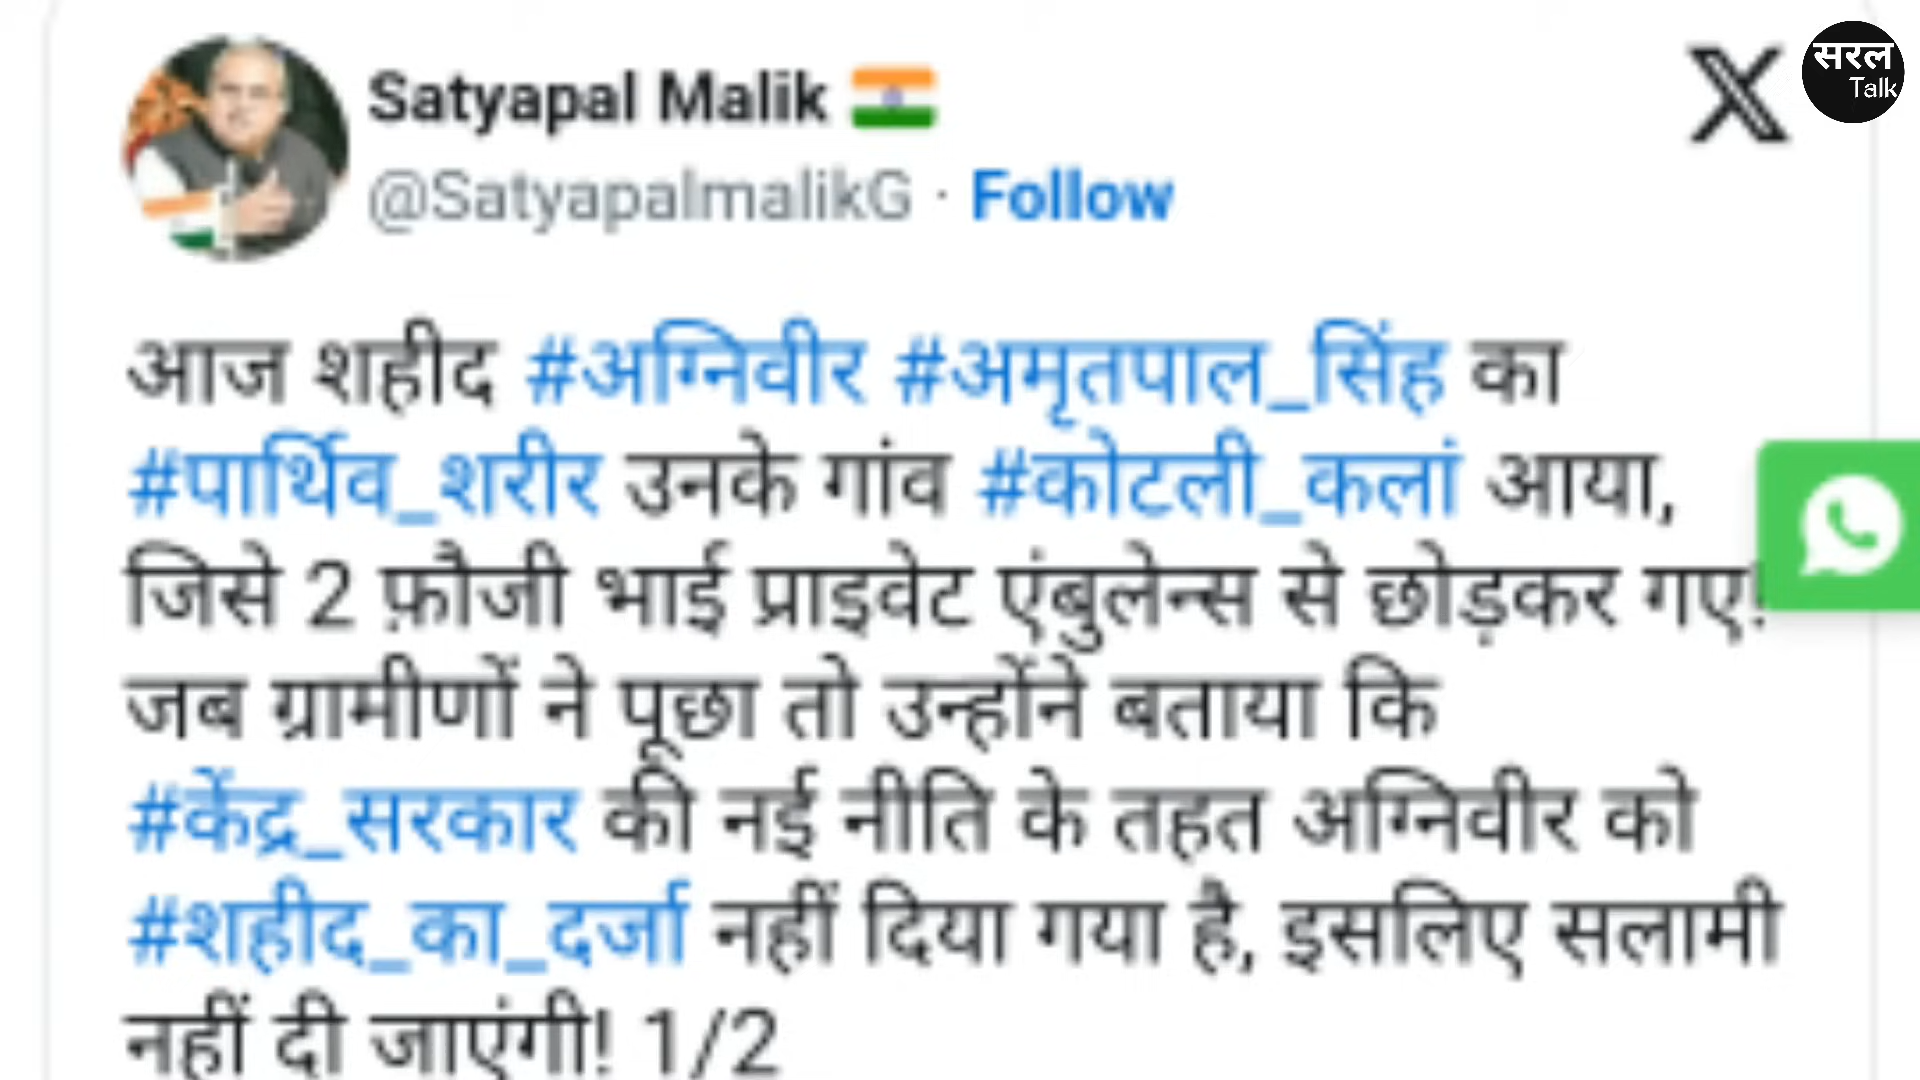 Satyapal Malik
@SatyapalmalikG · Follow
सरल
Talk
आज शहीद #अग्निवीर #अमृतपाल_सिंह का
#पार्थिव_शरीर उनके गांव #कोटली_कलां आया,
जिसे 2 फ़ौजी भाई प्राइवेट एंबुलेन्स से छोड़कर गए!
जब ग्रामीणों ने पूछा तो उन्होंने बताया कि
#केंद्र_सरकार की नई नीति के तहत अग्निवीर को
#शहीद_का_दर्जा नहीं दिया गया है, इसलिए सलामी
नहीं दी जाएंगी! 1/2